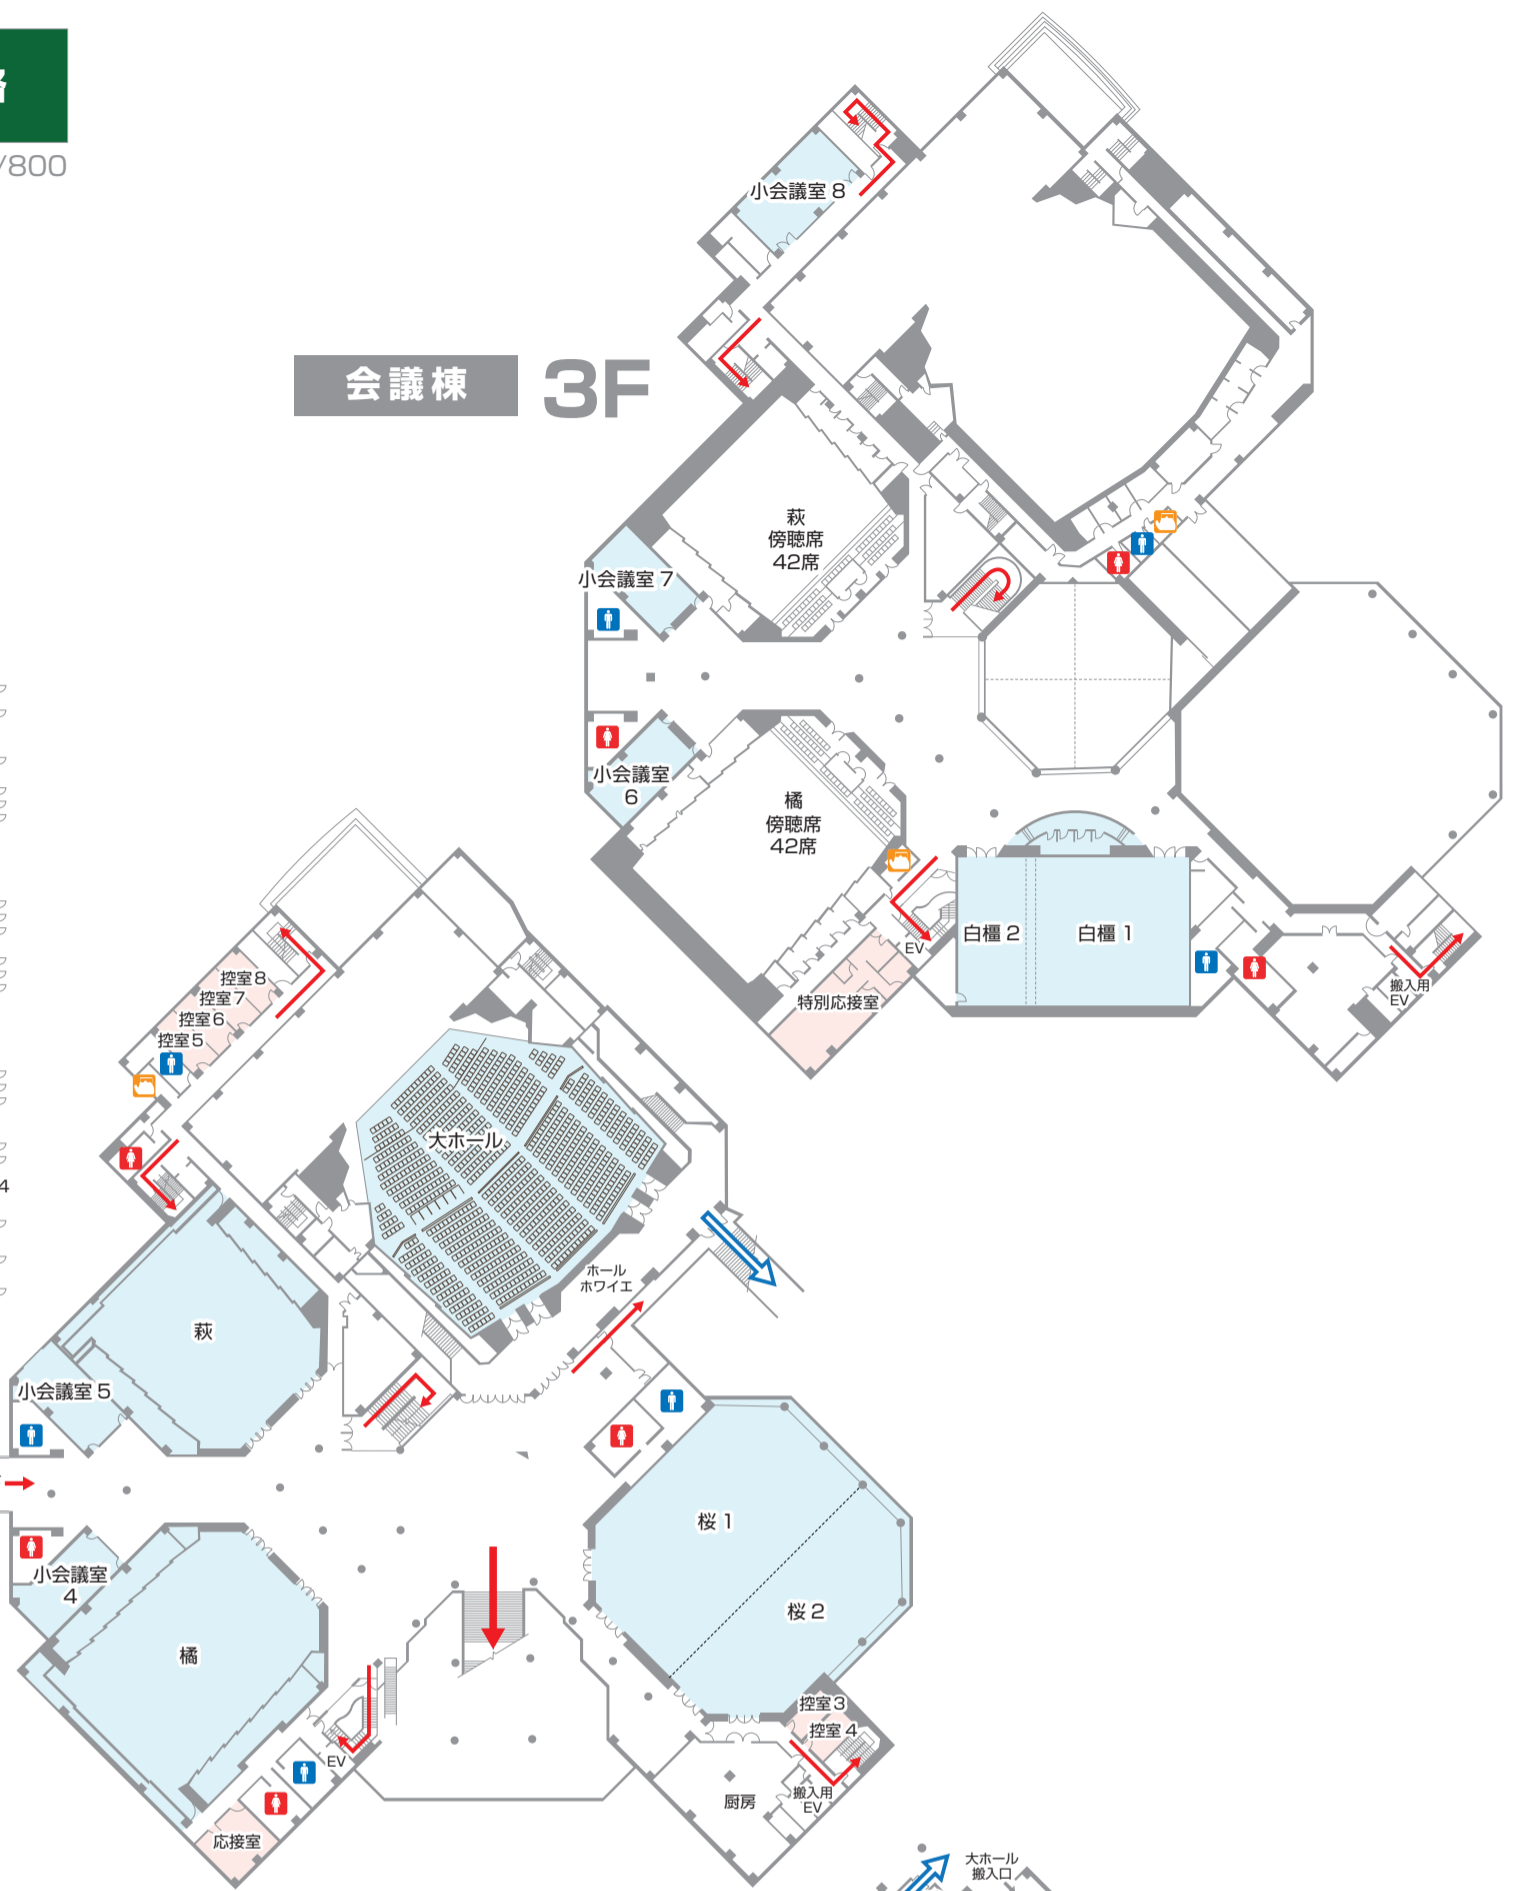 /800
会議棟 3F
小会議室 8
萩
傍聴席
42席
小会議室 7
小会議室
6
橘
傍聴席
42席
EV
白橿 2
白橿 1
特別応接室
搬入用
EV
控室8
控室7
控室6
控室5
大ホール
4
ホール
ホワイエ
萩
小会議室 5
桜 1
小会議室
4
桜 2
橘
控室3
控室 4
EV
搬入用
EV
厨房
応接室
大ホール
搬入口